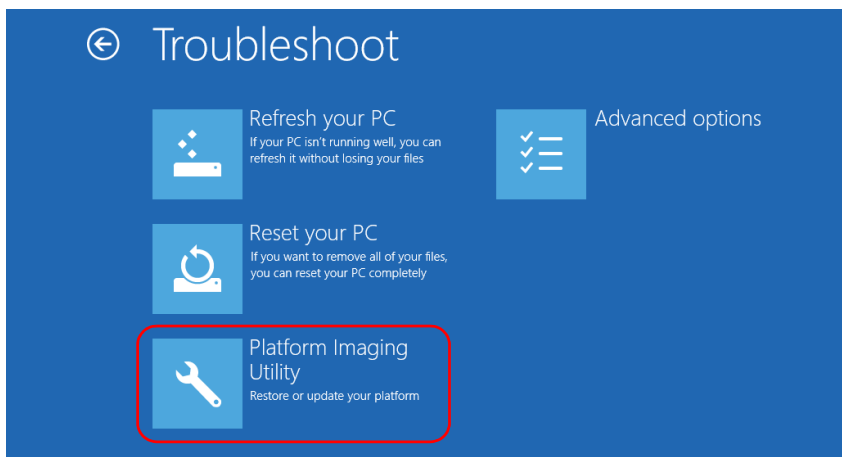 Troubleshoot
Refresh your PC
If your PC isn't running well, you can
refresh it without losing your files
Advanced options
Reset your PC
If you want to remove all of your files,
you can reset your PC completely
Platform Imaging
Utility
Restore or update your platform